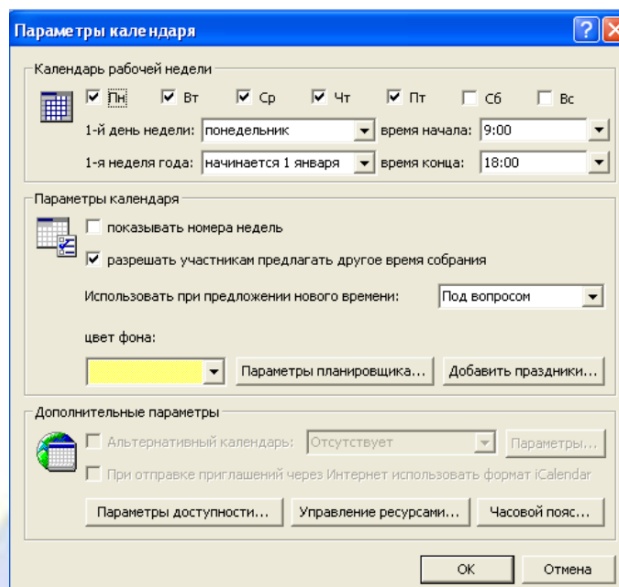 Параметры календаря
Календарь рабочей недели
Пн Вт Ср Чт Пт Сб Вс
1-й день недели: понедельник время начала: 9:00
1-я неделя года: начинается 1 января время конца: 18:00
Параметры календаря
показывать номера недель
разрешать участникам предлагать другое время собрания
Использовать при предложении нового времени: Под вопросом
цвет фона:
Параметры планировщика... Добавить праздники...
Дополнительные параметры
Альтернативный календарь: Отсутствует Параметры...
При отправке приглашений через Интернет использовать формат iCalendar
Параметры доступности... Управление ресурсами... Часовой пояс...
ОК Отмена